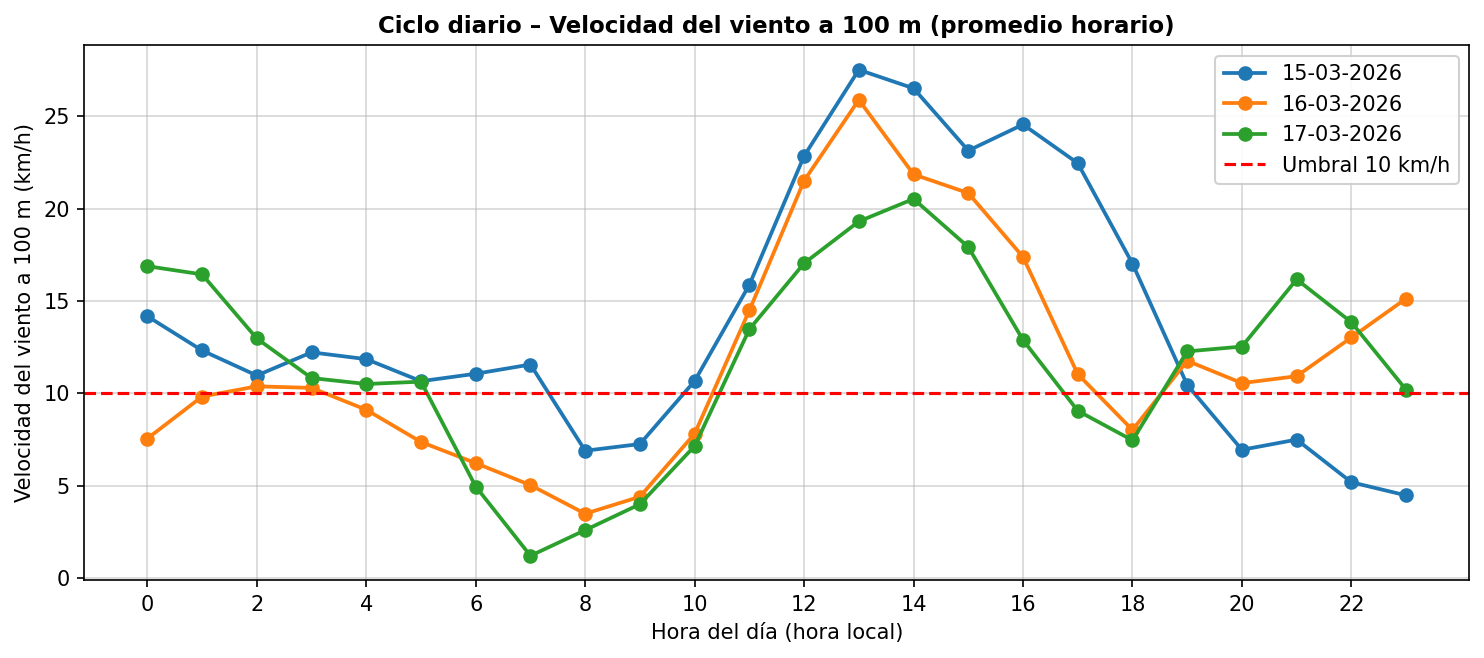 Ciclo diario – Velocidad del viento a 100 m (promedio horario)
15-03-2026
16-03-2026
17-03-2026
Umbral 10 km/h
Velocidad del viento a 100 m (km/h)
25
20
15
10
5
0
0 2 4 6 8 10 12 14 16 18 20 22
Hora del día (hora local)